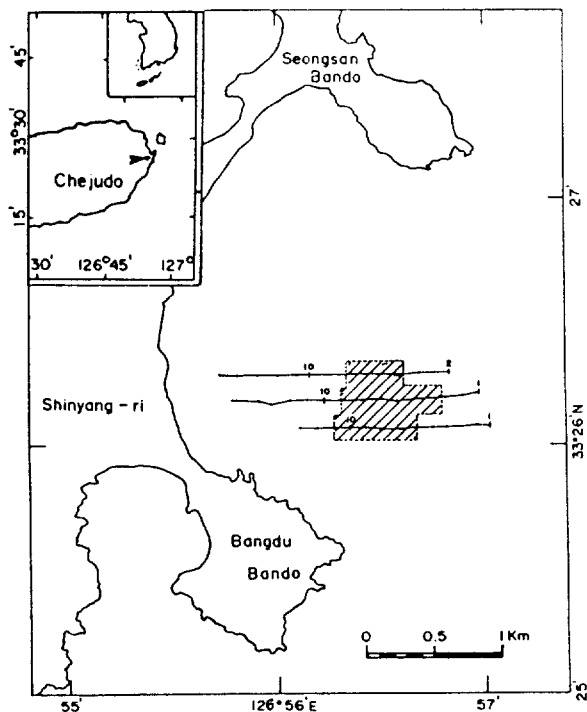 45'
33°30'
15'
Chejudo
30'
126°45'
127°
Seongsan
Bando
27'
10
2
Shinyang-ri
10
1
10
1
33°26'N
Bangdu
Bando
0
0.5
1 Km
25'
55'
126°56'E
57'